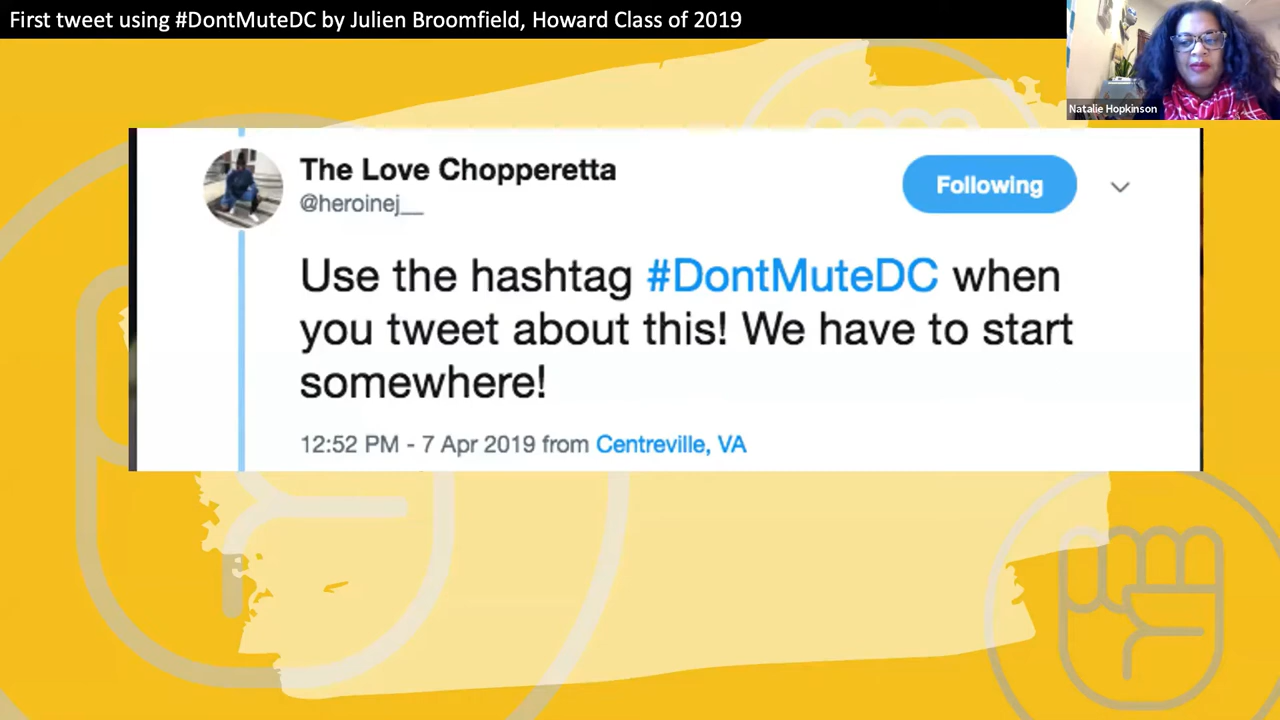 First tweet using #DontMuteDC by Julien Broomfield, Howard Class of 2019
Natalie Hopkinson
The Love Chopperetta
@heroinej__
Following
Use the hashtag #DontMuteDC when
you tweet about this! We have to start
somewhere!
12:52 PM - 7 Apr 2019 from Centreville, VA